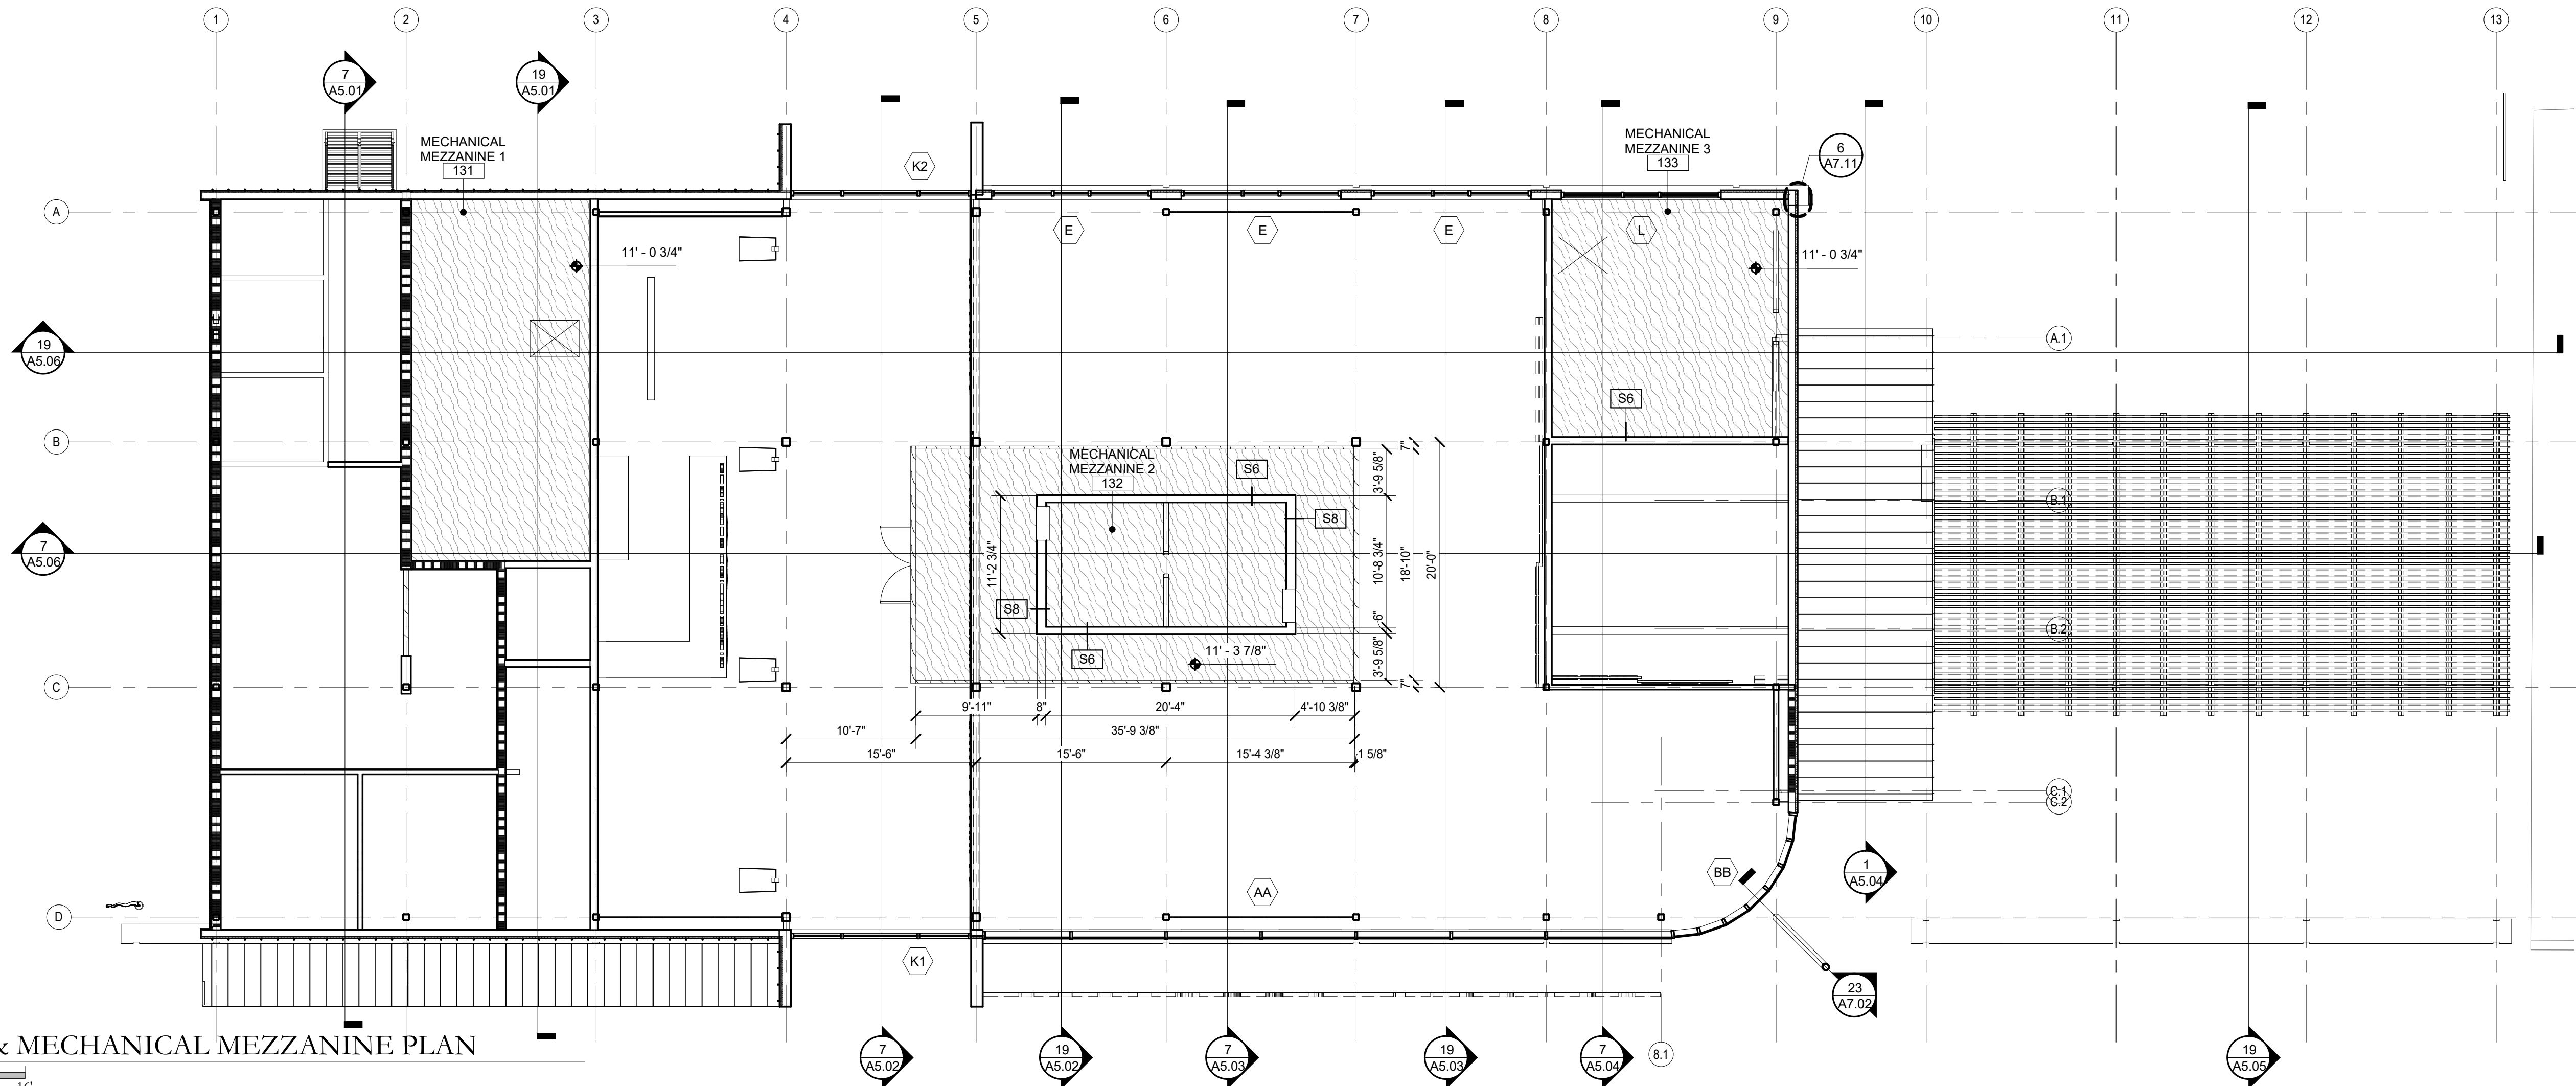 1
2
3
4
5
6
7
8
9
10
11
12
13
7
A5.01
19
A5.01
MECHANICAL
MEZZANINE 1
131
K2
MECHANICAL
MEZZANINE 3
133
6
A7.11
A
E
E
E
L
11' - 0 3/4"
11' - 0 3/4"
19
A5.06
A.1
S6
B
7"
MECHANICAL
MEZZANINE 2
132
S6
3'-9 5/8"
B.1
S8
7
A5.06
11'-2 3/4"
10'-8 3/4"
18'-10"
20'-0"
S8
6"
B.2
S6
11' - 3 7/8"
3'-9 5/8"
C
7"
9'-11"
8"
20'-4"
4'-10 3/8"
10'-7"
35'-9 3/8"
15'-6"
15'-6"
15'-4 3/8"
1 5/8"
C.1
C.2
BB
1
A5.04
AA
D
K1
23
A7.02
& MECHANICAL MEZZANINE PLAN
16'
7
A5.02
19
A5.02
7
A5.03
19
A5.03
7
A5.04
8.1
19
A5.05